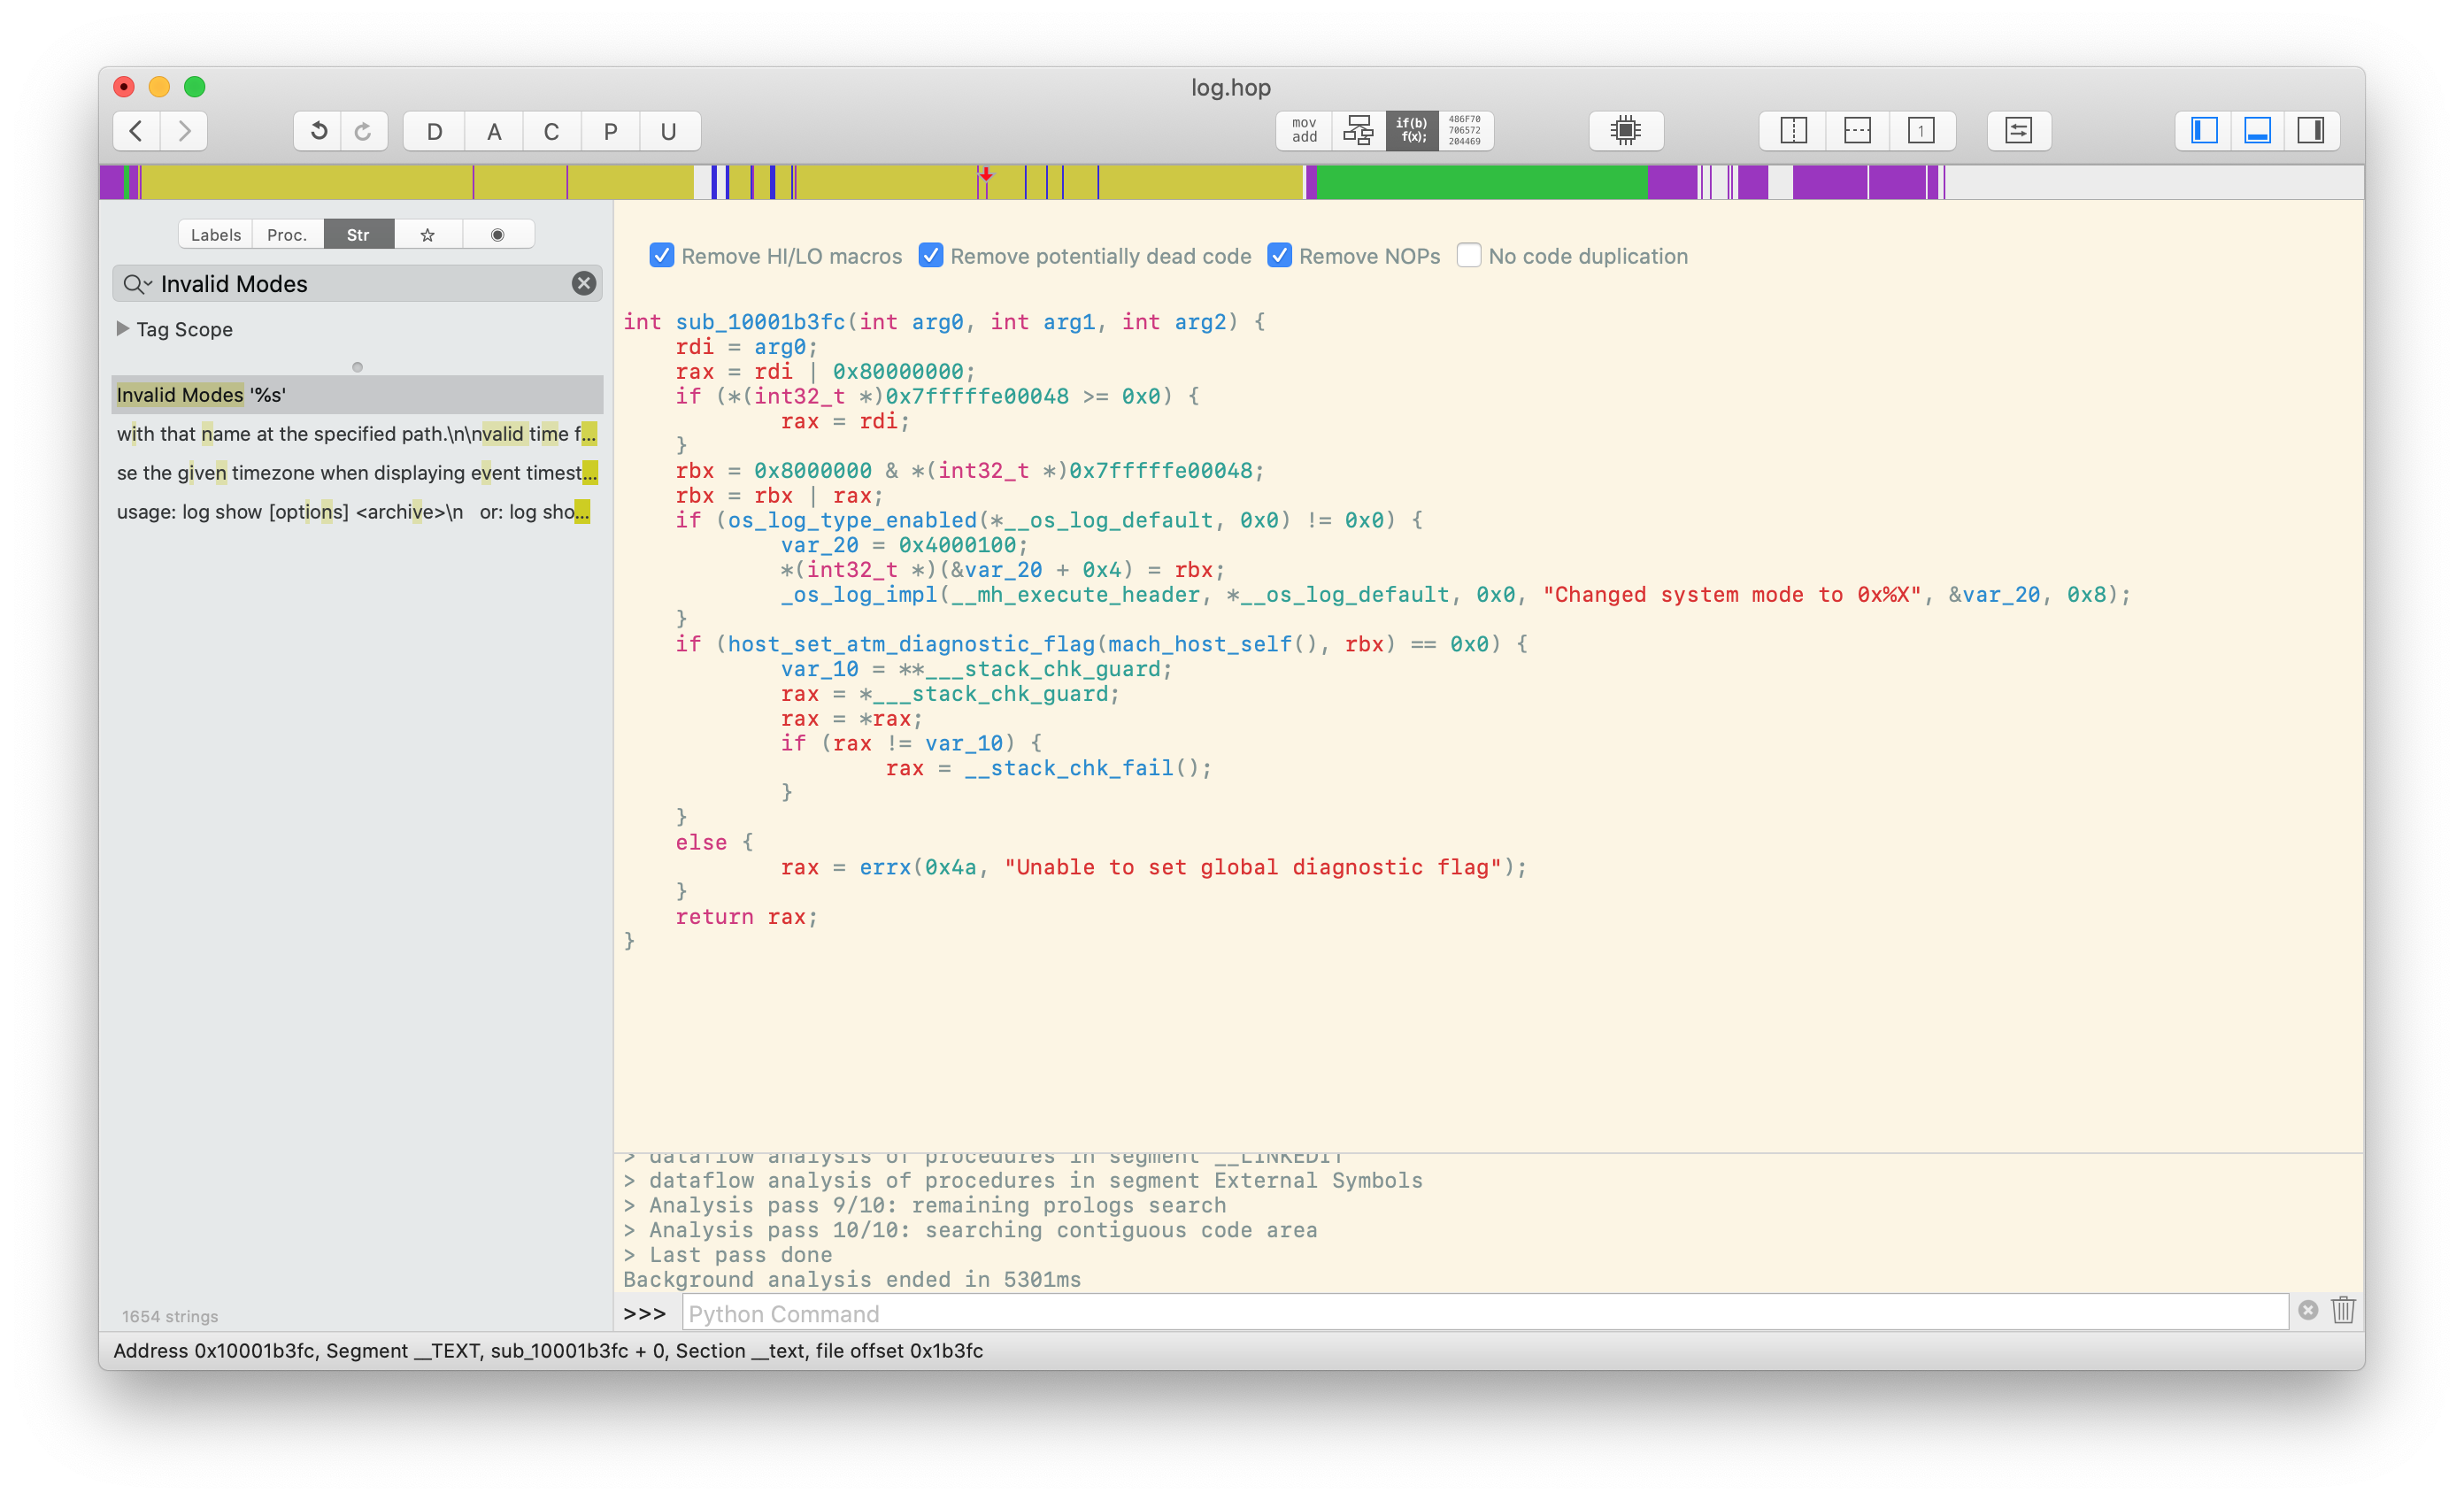 log.hop
D A C P U
mov add
if(b) f(x);
486F70 706572 204469
1
Labels Proc. Str
Invalid Modes
Tag Scope
Invalid Modes '%s'
with that name at the specified path.\n\nvalid time f...
se the given timezone when displaying event timest...
usage: log show [options] <archive>\n   or: log sho...
1654 strings
Remove HI/LO macros Remove potentially dead code Remove NOPs No code duplication
int sub_10001b3fc(int arg0, int arg1, int arg2) {
    rdi = arg0;
    rax = rdi | 0x80000000;
    if (*(int32_t *)0x7fffffe00048 >= 0x0) {
            rax = rdi;
    }
    rbx = 0x8000000 & *(int32_t *)0x7fffffe00048;
    rbx = rbx | rax;
    if (os_log_type_enabled(*__os_log_default, 0x0) != 0x0) {
            var_20 = 0x4000100;
            *(int32_t *)(&var_20 + 0x4) = rbx;
            _os_log_impl(__mh_execute_header, *__os_log_default, 0x0, "Changed system mode to 0x%X", &var_20, 0x8);
    }
    if (host_set_atm_diagnostic_flag(mach_host_self(), rbx) == 0x0) {
            var_10 = **___stack_chk_guard;
            rax = *___stack_chk_guard;
            rax = *rax;
            if (rax != var_10) {
                    rax = __stack_chk_fail();
            }
    }
    else {
            rax = errx(0x4a, "Unable to set global diagnostic flag");
    }
    return rax;
}
> dataflow analysis of procedures in segment __LINKEDIT
> dataflow analysis of procedures in segment External Symbols
> Analysis pass 9/10: remaining prologs search
> Analysis pass 10/10: searching contiguous code area
> Last pass done
Background analysis ended in 5301ms
>>> Python Command
Address 0x10001b3fc, Segment __TEXT, sub_10001b3fc + 0, Section __text, file offset 0x1b3fc